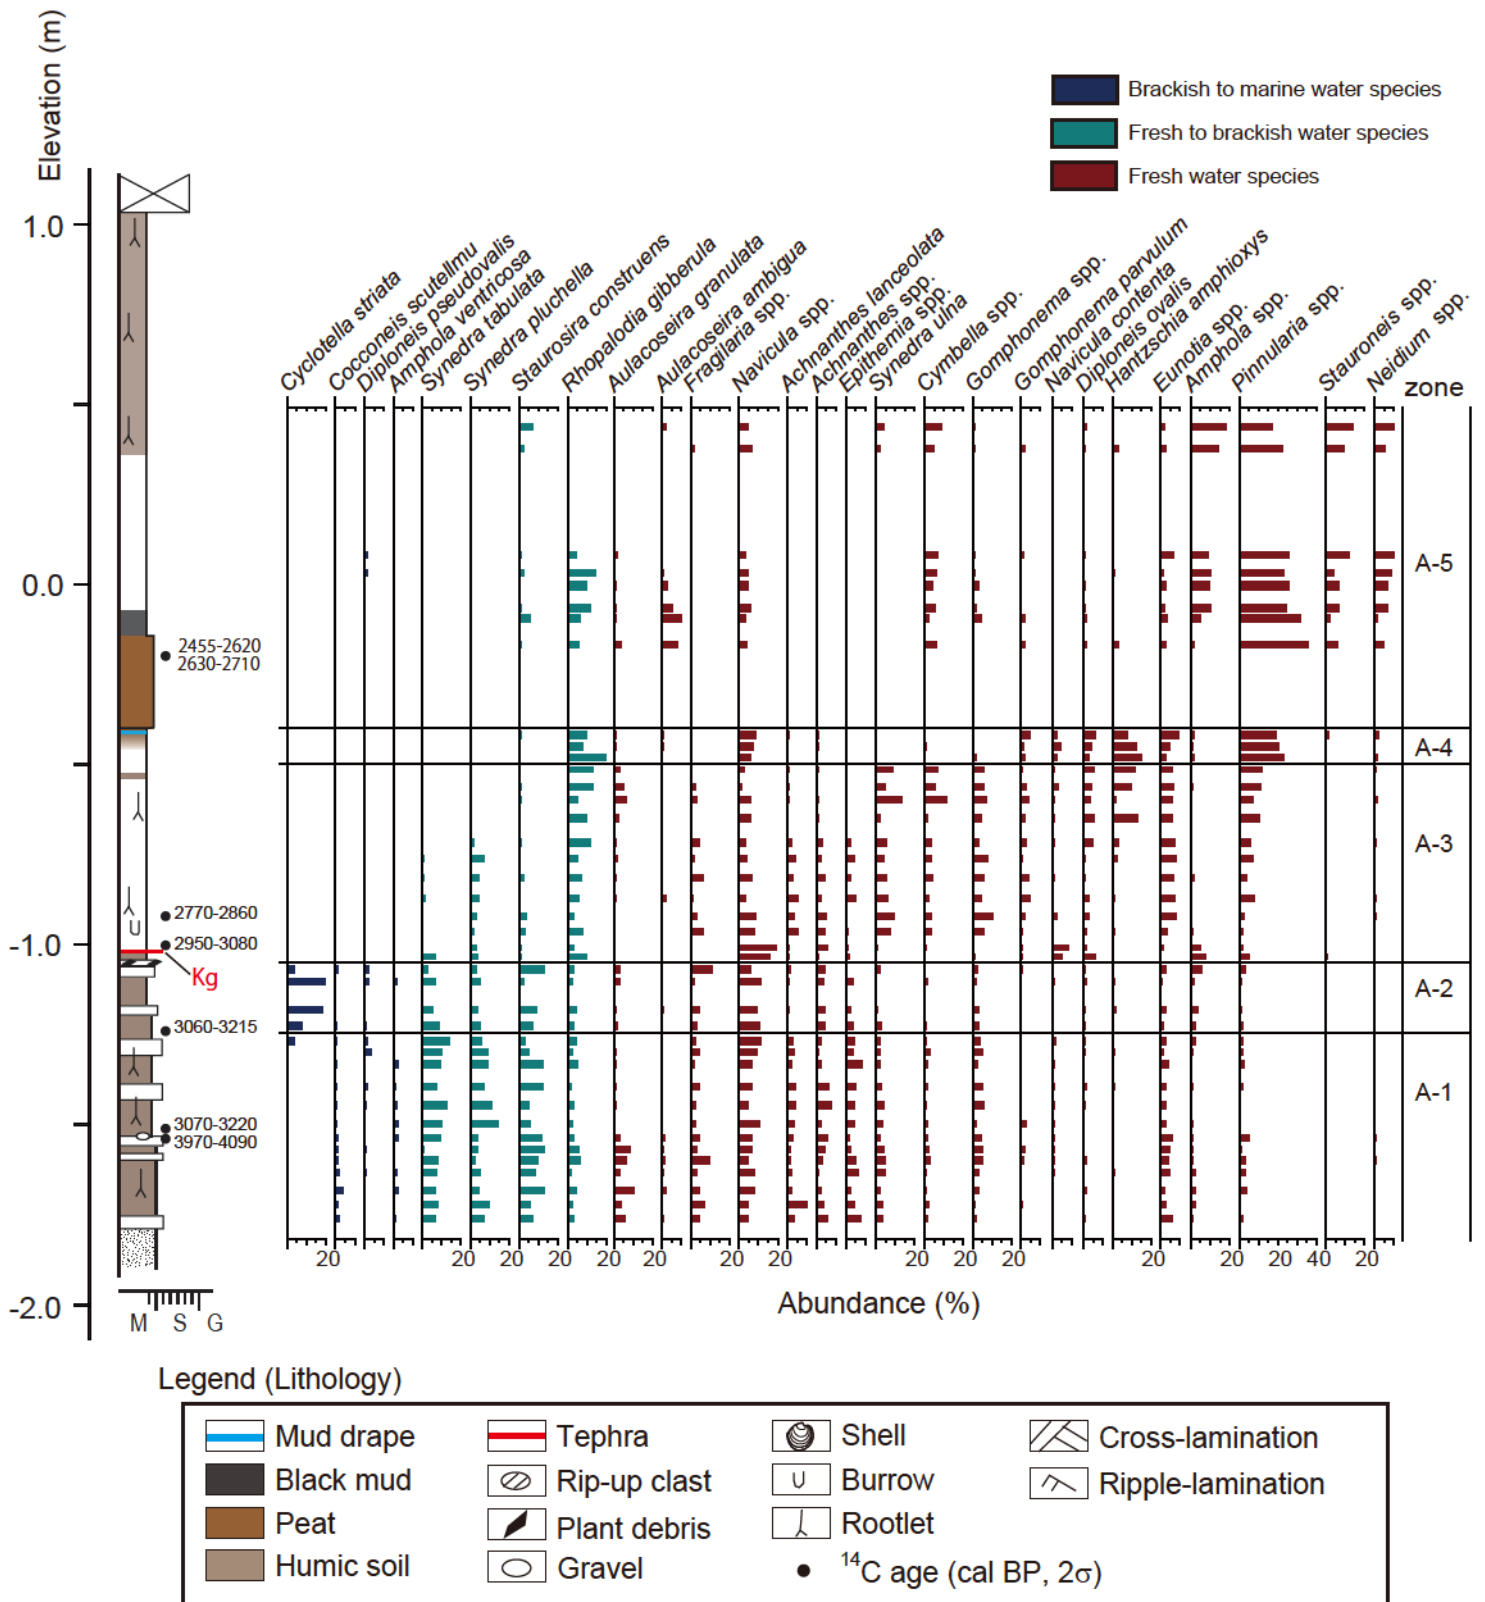 Elevation (m)
Brackish to marine water species
Fresh to brackish water species
Fresh water species
1.0
0.0
-1.0
-2.0
Cyclotella striata
Cocconeis scutellmu
Diploneis pseudovalis
Amphola ventricosa
Synedra tabulata
Synedra pluchella
Staurosira construens
Rhopalodia gibberula
Aulacoseira granulata
Aulacoseira ambigua
Fragilaria spp.
Navicula spp.
Achnanthes lanceolata
Achnanthes spp.
Epithemia spp.
Synedra ulna
Cymbella spp.
Gomphonema spp.
Gomphonema parvulum
Navicula contenta
Diploneis ovalis
Hantzschia amphioxys
Eunotia spp.
Amphola spp.
Pinnularia spp.
Stauroneis spp.
Neidium spp.
zone
A-5
2455-2620
2630-2710
A-4
A-3
2770-2860
2950-3080
Kg
A-2
3060-3215
A-1
3070-3220
3970-4090
20 20 20 20 20 20 20 20 20 20 20 20 20 40 20
M S G
Abundance (%)
Legend (Lithology)
Mud drape
Tephra
Shell
Cross-lamination
Black mud
Rip-up clast
Burrow
Ripple-lamination
Peat
Plant debris
Rootlet
Humic soil
Gravel
14C age (cal BP, 2σ)